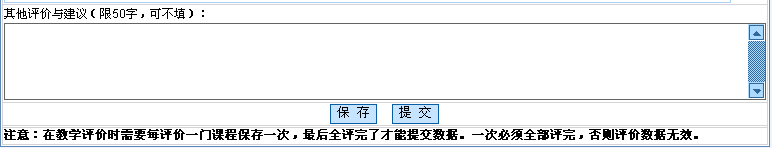 其他评价与建议（限50字，可不填）：
保 存 提 交
注意：在教学评价时需要每评价一门课程保存一次，最后全评完了才能提交数据。一次必须全部评完，否则评价数据无效。